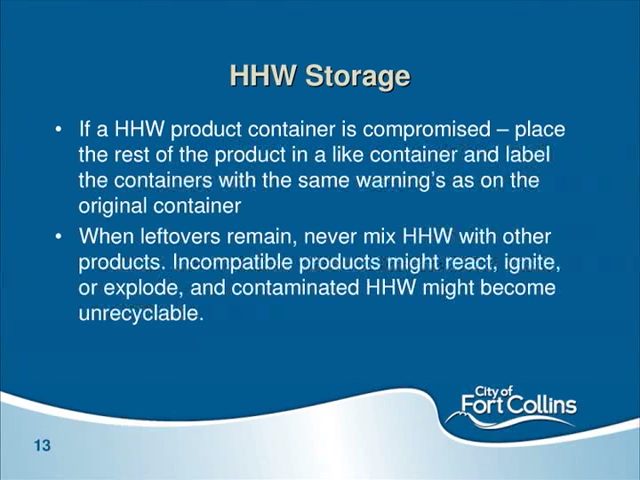 HHW Storage
• If a HHW product container is compromised – place
the rest of the product in a like container and label
the containers with the same warning’s as on the
original container
• When leftovers remain, never mix HHW with other
products. Incompatible products might react, ignite,
or explode, and contaminated HHW might become
unrecyclable.
City of
Fort Collins
13